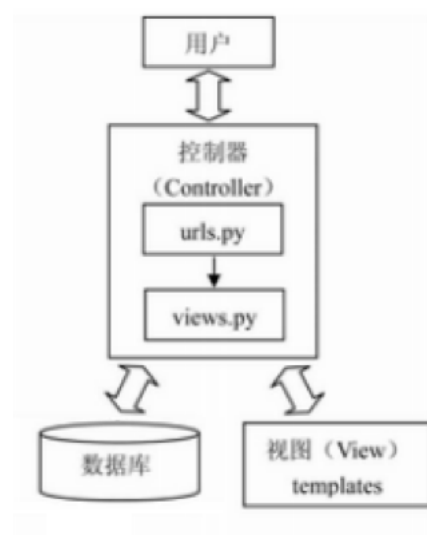 用户
控制器
（Controller）
urls.py
views.py
数据库
视图（View）
templates